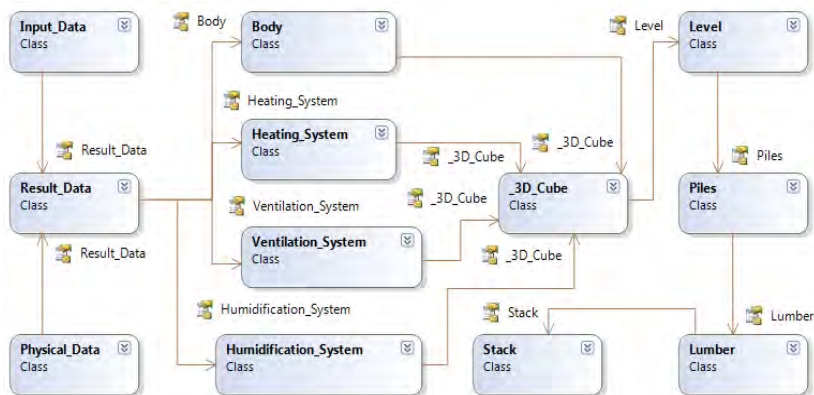 Input_Data
Class
Body
Body
Class
Level
Level
Class
Heating_System
Result_Data
Heating_System
Class
_3D_Cube
_3D_Cube
Piles
Result_Data
Class
Ventilation_System
_3D_Cube
_3D_Cube
Class
Piles
Class
Result_Data
Ventilation_System
Class
_3D_Cube
Humidification_System
Stack
Lumber
Physical_Data
Class
Humidification_System
Class
Stack
Class
Lumber
Class